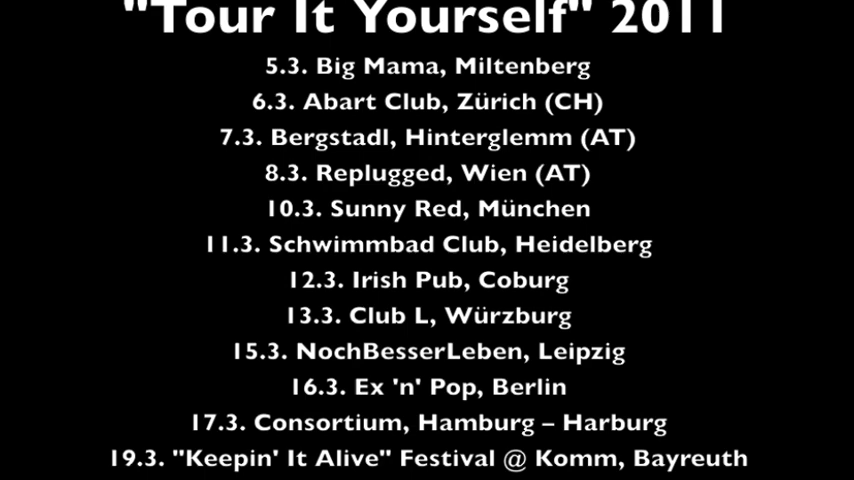 "Tour It Yourself" 2011
5.3. Big Mama, Miltenberg
6.3. Abart Club, Zürich (CH)
7.3. Bergstadl, Hinterglemm (AT)
8.3. Replugged, Wien (AT)
10.3. Sunny Red, München
11.3. Schwimmbad Club, Heidelberg
12.3. Irish Pub, Coburg
13.3. Club L, Würzburg
15.3. NochBesserLeben, Leipzig
16.3. Ex 'n' Pop, Berlin
17.3. Consortium, Hamburg – Harburg
19.3. "Keepin' It Alive" Festival @ Komm, Bayreuth